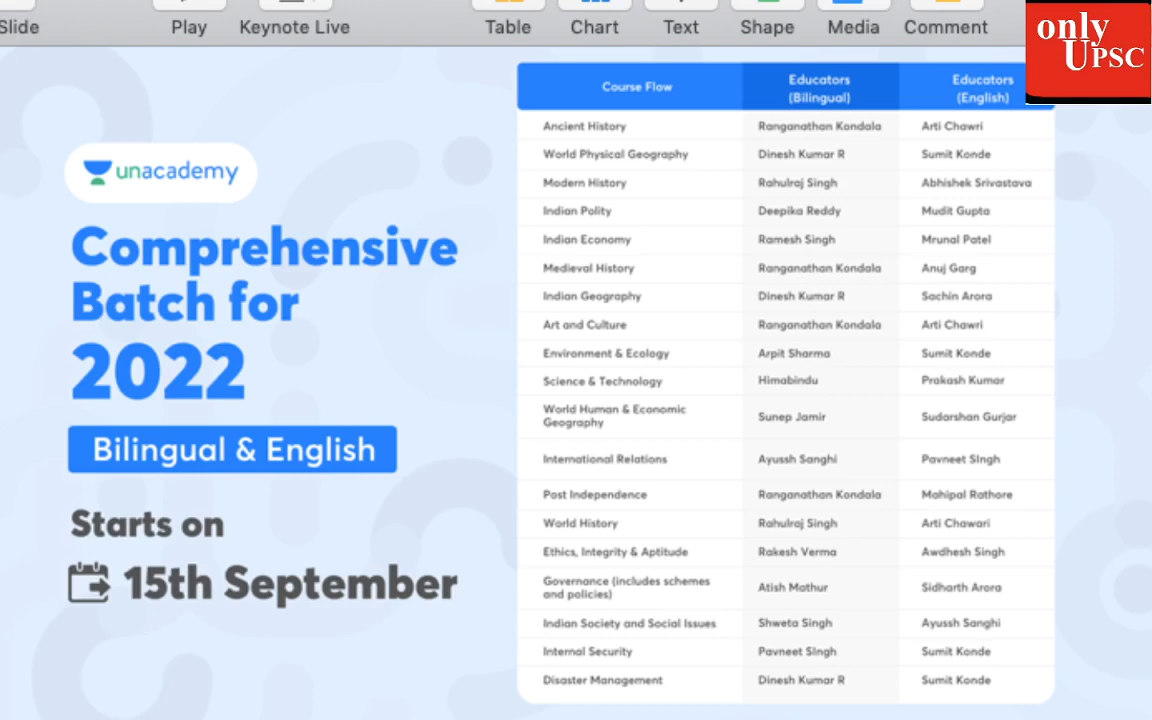 Slide Play Keynote Live Table Chart Text Shape Media Comment
only
UPSC
unacademy
Comprehensive
Batch for
2022
Bilingual & English
Starts on
15th September
Course Flow Educators (Bilingual) Educators (English)
Ancient History Ranganathan Kondala Arti Chawri
World Physical Geography Dinesh Kumar R Sumit Konde
Modern History Rahulraj Singh Abhishek Srivastava
Indian Polity Deepika Reddy Mudit Gupta
Indian Economy Ramesh Singh Mrunal Patel
Medieval History Ranganathan Kondala Anuj Garg
Indian Geography Dinesh Kumar R Sachin Arora
Art and Culture Ranganathan Kondala Arti Chawri
Environment & Ecology Arpit Sharma Sumit Konde
Science & Technology Himabindu Prakash Kumar
World Human & Economic
Geography Sunep Jamir Sudarshan Gurjar
International Relations Ayussh Sanghi Pavneet SIngh
Post Independence Ranganathan Kondala Mahipal Rathore
World History Rahulraj Singh Arti Chawari
Ethics, Integrity & Aptitude Rakesh Verma Awdhesh Singh
Governance (includes schemes
and policies) Atish Mathur Sidharth Arora
Indian Society and Social Issues Shweta Singh Ayussh Sanghi
Internal Security Pavneet SIngh Sumit Konde
Disaster Management Dinesh Kumar R Sumit Konde